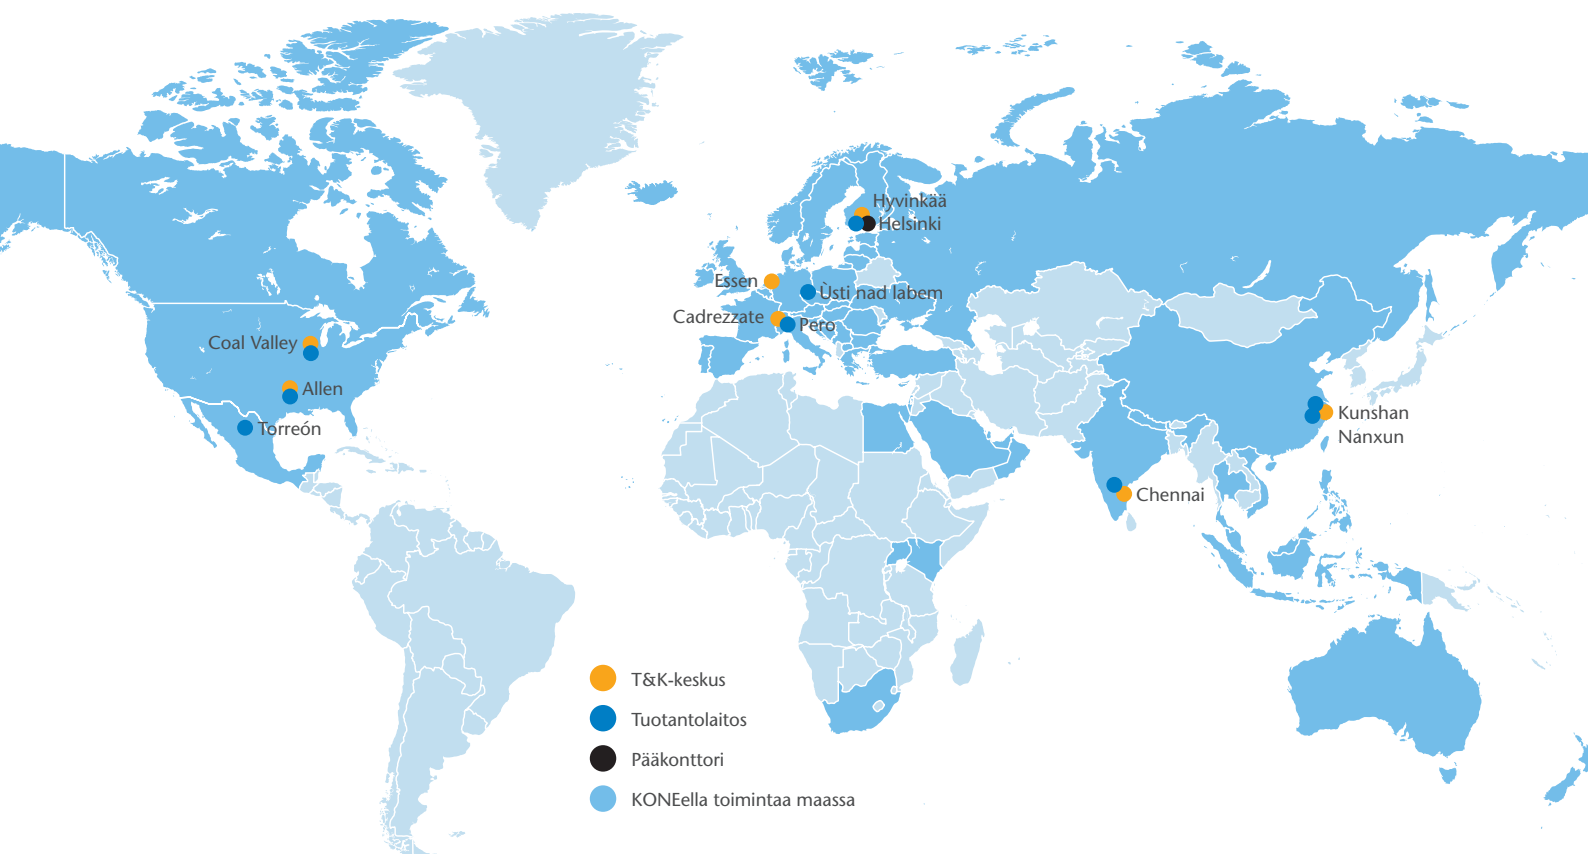 Hyvinkää
Helsinki
Essen
Ùsti nad labem
Cadrezzate
Pero
Coal Valley
Allen
Torreón
Kunshan
Nanxun
Chennai
T&K-keskus
Tuotantolaitos
Pääkonttori
KONEella toimintaa maassa